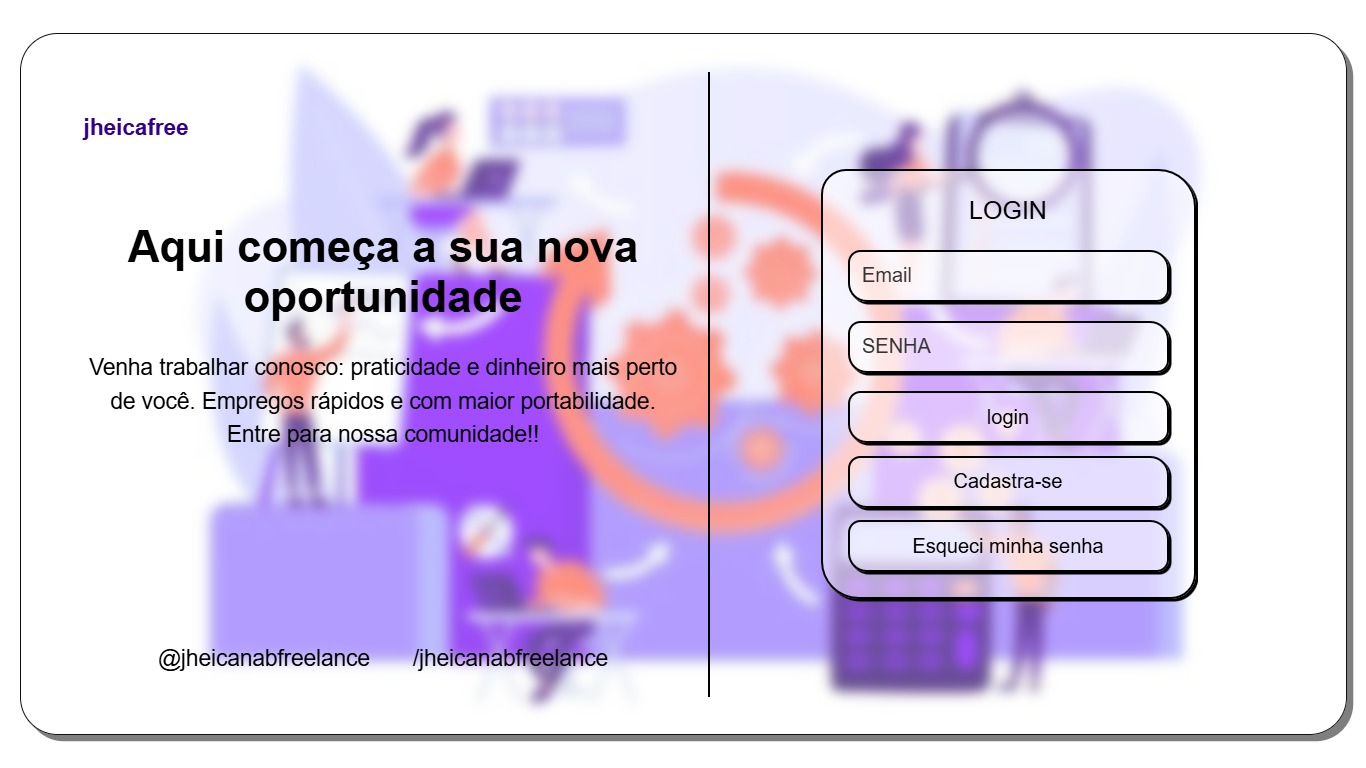 jheicafree
Aqui começa a sua nova
oportunidade
Venha trabalhar conosco: praticidade e dinheiro mais perto
de você. Empregos rápidos e com maior portabilidade.
Entre para nossa comunidade!!
@jheicanabfreelance /jheicanabfreelance
LOGIN
Email
SENHA
login
Cadastra-se
Esqueci minha senha